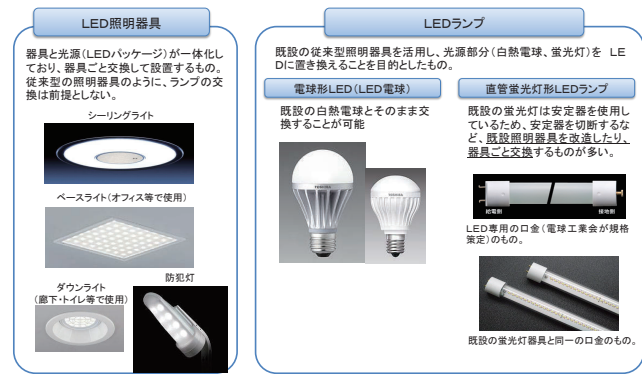 LED照明器具
器具と光源(LEDパッケージ)が一体化し
ており、器具ごと交換して設置するもの。
従来型の照明器具のように、ランプの交
換は前提としない。
シーリングライト
ベースライト(オフィス等で使用)
ダウンライト
(廊下・トイレ等で使用)
防犯灯
LEDランプ
既設の従来型照明器具を活用し、光源部分(白熱電球、蛍光灯)を LE
Dに置き換えることを目的としたもの。
電球形LED(LED電球)
既設の白熱電球とそのまま交
換することが可能
TOSHIBA
TOSHIBA
直管蛍光灯形LEDランプ
既設の蛍光灯は安定器を使用し
ているため、安定器を切断するな
ど、既設照明器具を改造したり、
器具ごと交換するものが多い。
給電側
接地側
LED専用の口金(電球工業会が規格
策定)のもの。
既設の蛍光灯器具と同一の口金のもの。